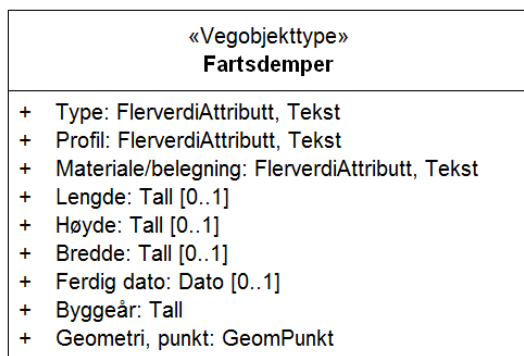 «Vegobjekttype»
Fartsdemper
+ Type: FlerverdiAttributt, Tekst
+ Profil: FlerverdiAttributt, Tekst
+ Materiale/belegning: FlerverdiAttributt, Tekst
+ Lengde: Tall [0..1]
+ Høyde: Tall [0..1]
+ Bredde: Tall [0..1]
+ Ferdig dato: Dato [0..1]
+ Byggeår: Tall
+ Geometri, punkt: GeomPunkt